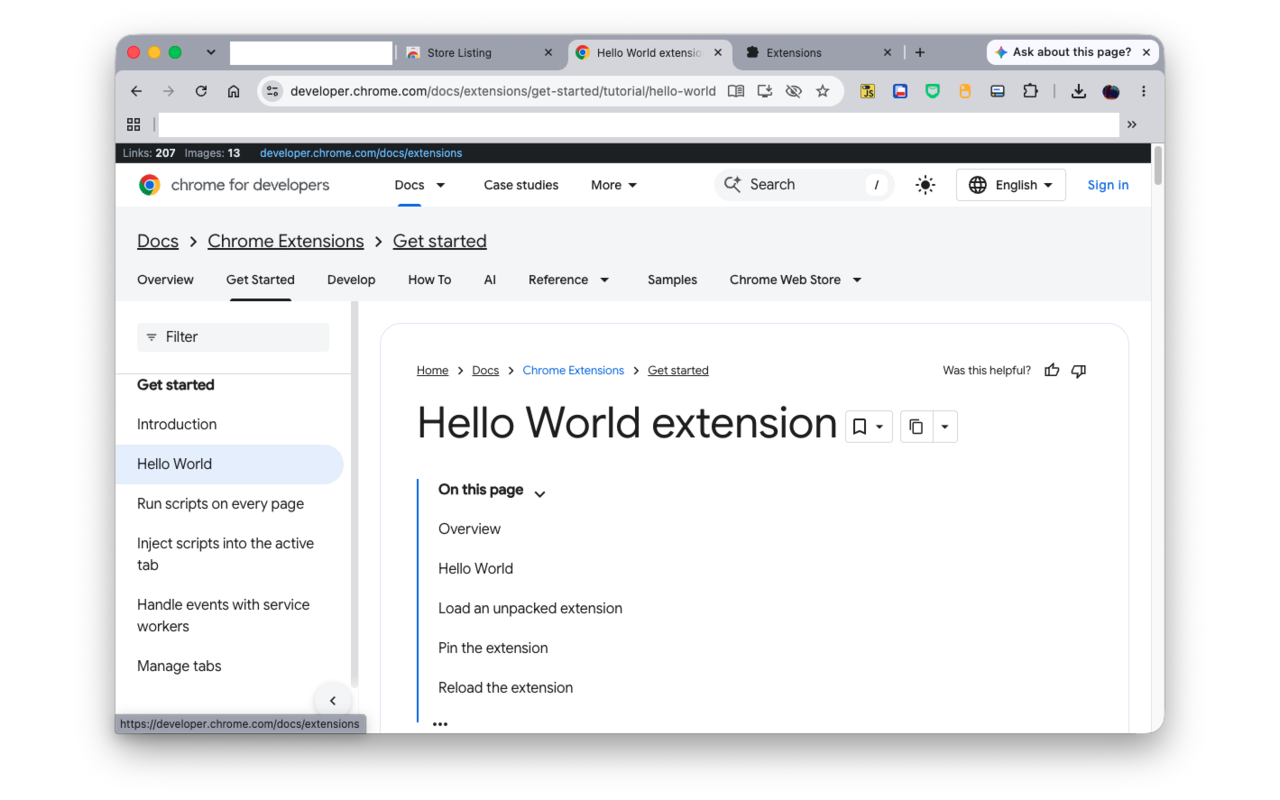 Store Listing
Hello World extensio
Extensions
Ask about this page?
developer.chrome.com/docs/extensions/get-started/tutorial/hello-world
JS
Links: 207 Images: 13 developer.chrome.com/docs/extensions
chrome for developers
Docs
Case studies
More
Search
/
English
Sign in
Docs > Chrome Extensions > Get started
Overview
Get Started
Develop
How To
AI
Reference
Samples
Chrome Web Store
Filter
Get started
Introduction
Hello World
Run scripts on every page
Inject scripts into the active
tab
Handle events with service
workers
Manage tabs
Home > Docs > Chrome Extensions > Get started
Was this helpful?
Hello World extension
On this page
Overview
Hello World
Load an unpacked extension
Pin the extension
Reload the extension
•••
https://developer.chrome.com/docs/extensions